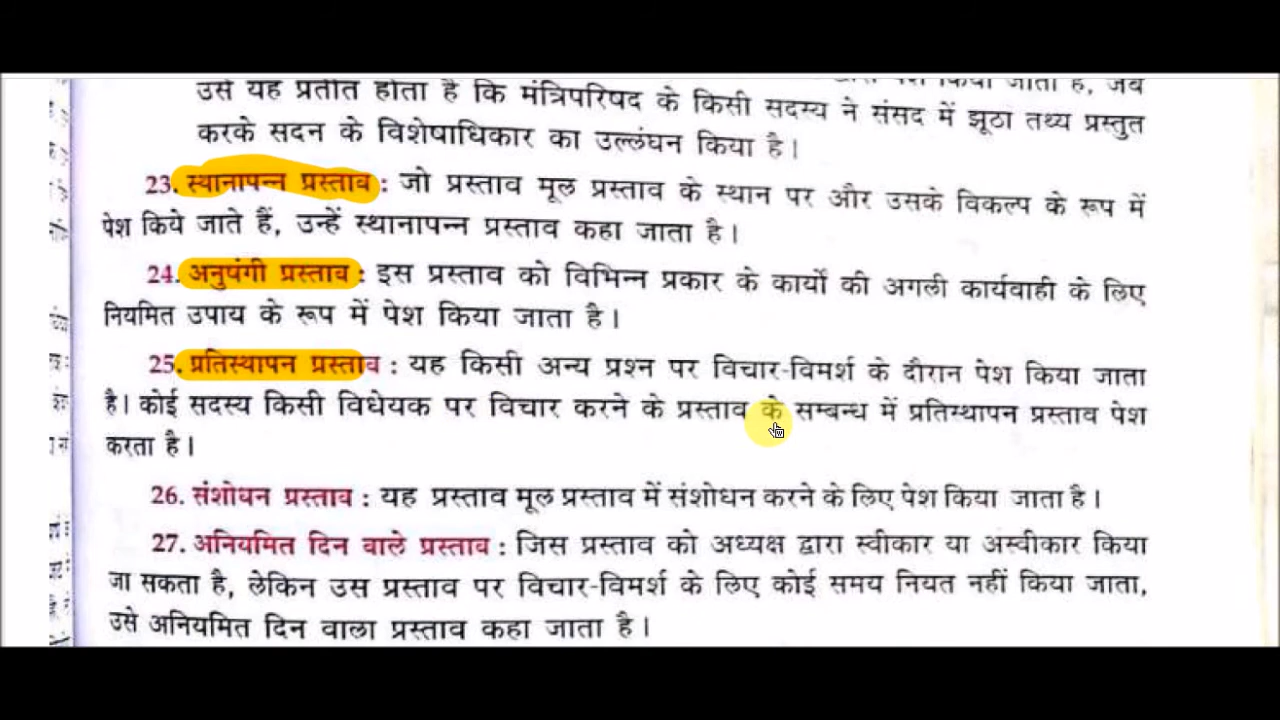 पेश किया जाता है, जब
उसे यह प्रतीत होता है कि मंत्रिपरिषद के किसी सदस्य ने संसद में झूठा तथ्य प्रस्तुत
करके सदन के विशेषाधिकार का उल्लंघन किया है।
23. स्थानापन्न प्रस्ताव : जो प्रस्ताव मूल प्रस्ताव के स्थान पर और उसके विकल्प के रूप में
पेश किये जाते हैं, उन्हें स्थानापन्न प्रस्ताव कहा जाता है।
24. अनुषंगी प्रस्ताव : इस प्रस्ताव को विभिन्न प्रकार के कार्यों की अगली कार्यवाही के लिए
नियमित उपाय के रूप में पेश किया जाता है।
25. प्रतिस्थापन प्रस्ताव : यह किसी अन्य प्रश्न पर विचार-विमर्श के दौरान पेश किया जाता
है। कोई सदस्य किसी विधेयक पर विचार करने के प्रस्ताव के सम्बन्ध में प्रतिस्थापन प्रस्ताव पेश
करता है।
26. संशोधन प्रस्ताव : यह प्रस्ताव मूल प्रस्ताव में संशोधन करने के लिए पेश किया जाता है।
27. अनियमित दिन वाले प्रस्ताव : जिस प्रस्ताव को अध्यक्ष द्वारा स्वीकार या अस्वीकार किया
जा सकता है, लेकिन उस प्रस्ताव पर विचार-विमर्श के लिए कोई समय नियत नहीं किया जाता,
उसे अनियमित दिन वाला प्रस्ताव कहा जाता है।